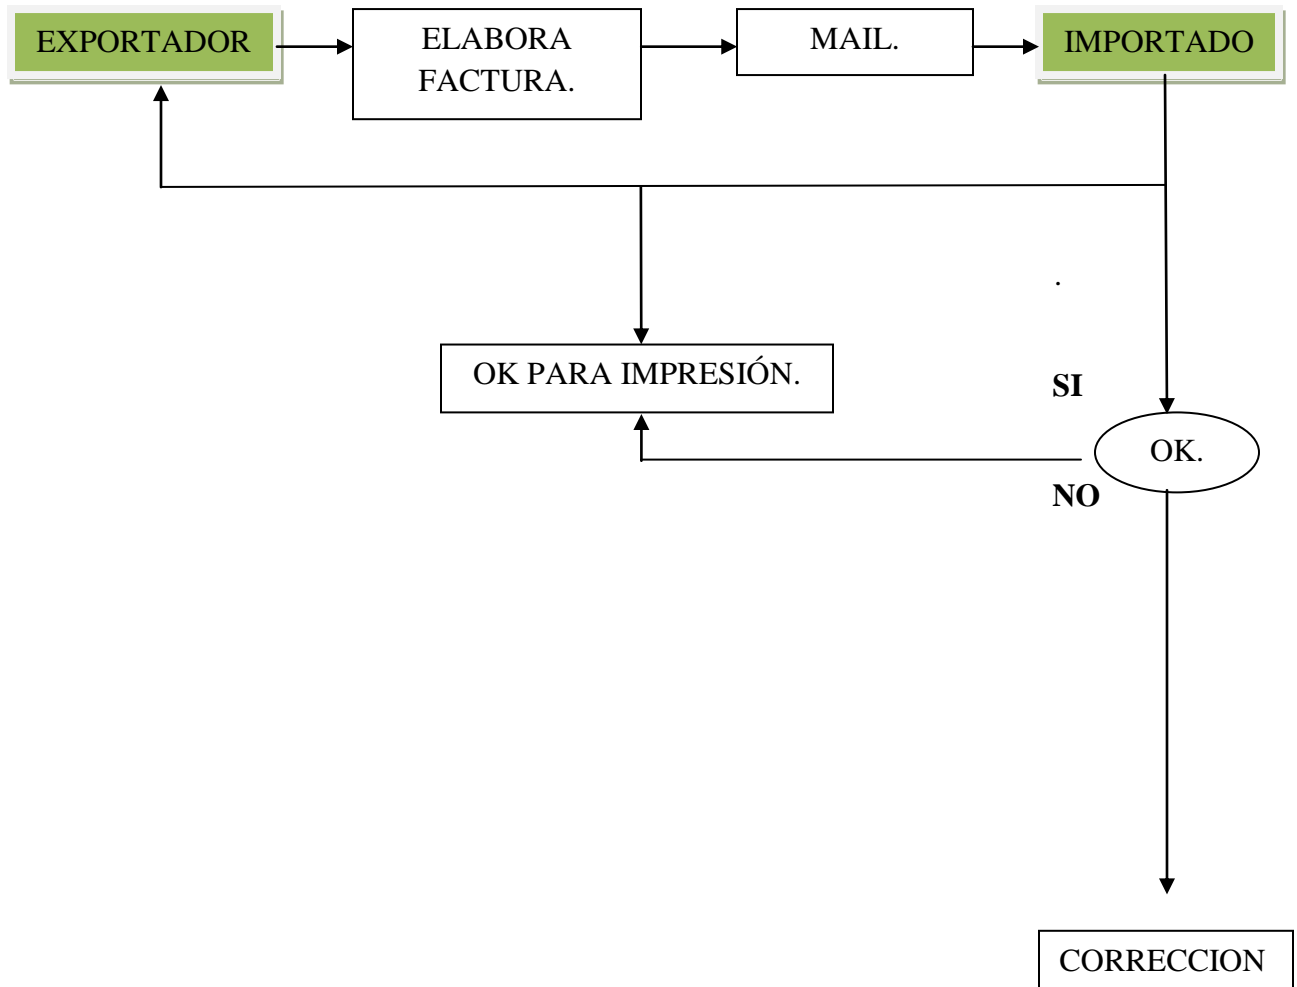 EXPORTADOR
ELABORA
FACTURA.
MAIL.
IMPORTADO
.
OK PARA IMPRESIÓN.
SI
OK.
NO
CORRECCION